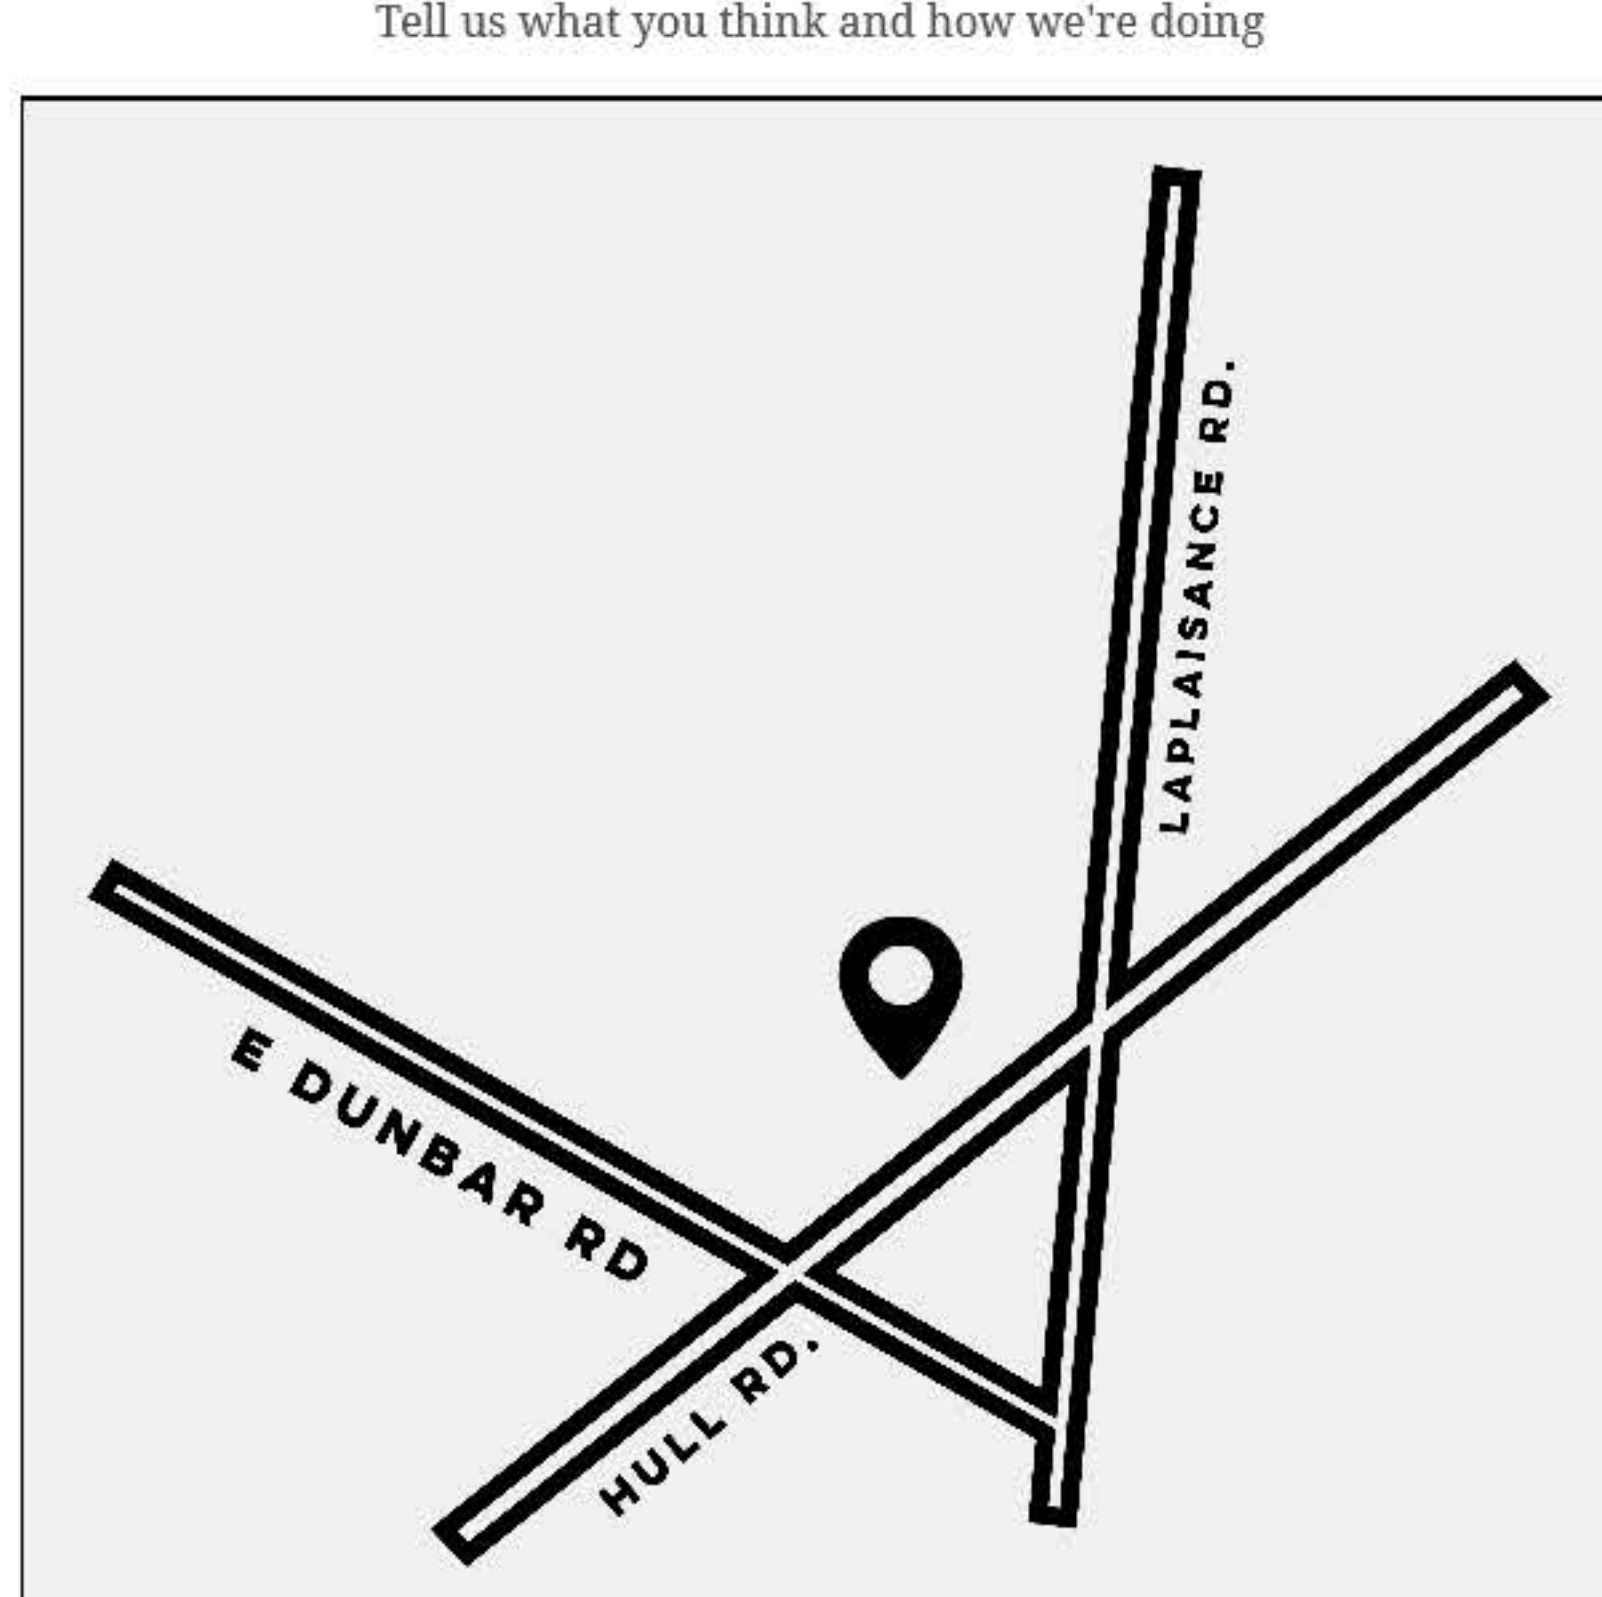 Tell us what you think and how we're doing
LAPLAISANCE RD.
E DUNBAR RD
HULL RD.